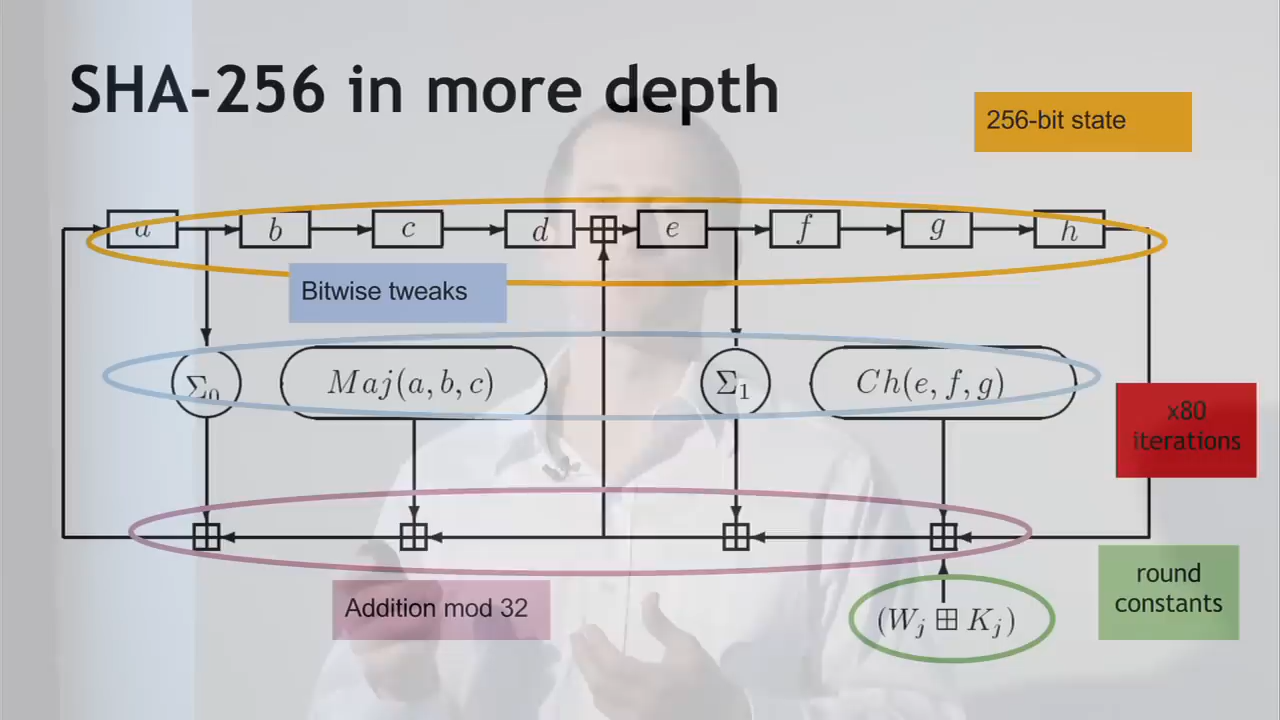 SHA-256 in more depth
256-bit state
a b c d ⊞ e f g h
Bitwise tweaks
Σ₀ Maj(a, b, c) Σ₁ Ch(e, f, g)
x80
iterations
⊞ ⊞ ⊞ ⊞
round
constants
Addition mod 32
(Wⱼ ⊞ Kⱼ)